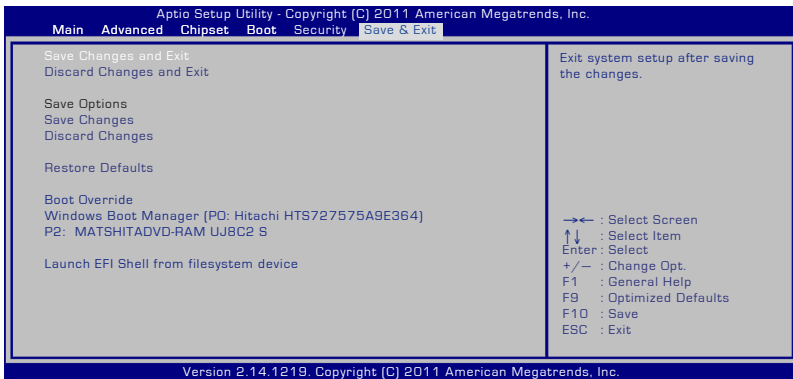 Aptio Setup Utility - Copyright (C) 2011 American Megatrends, Inc.
Main Advanced Chipset Boot Security Save & Exit
Save Changes and Exit
Discard Changes and Exit
Save Options
Save Changes
Discard Changes
Restore Defaults
Boot Override
Windows Boot Manager (P0: Hitachi HTS727575A9E364)
P2: MATSHITADVD-RAM UJ8C2 S
Launch EFI Shell from filesystem device
Exit system setup after saving
the changes.
→← : Select Screen
↑↓ : Select Item
Enter : Select
+/— : Change Opt.
F1 : General Help
F9 : Optimized Defaults
F10 : Save
ESC : Exit
Version 2.14.1219. Copyright (C) 2011 American Megatrends, Inc.